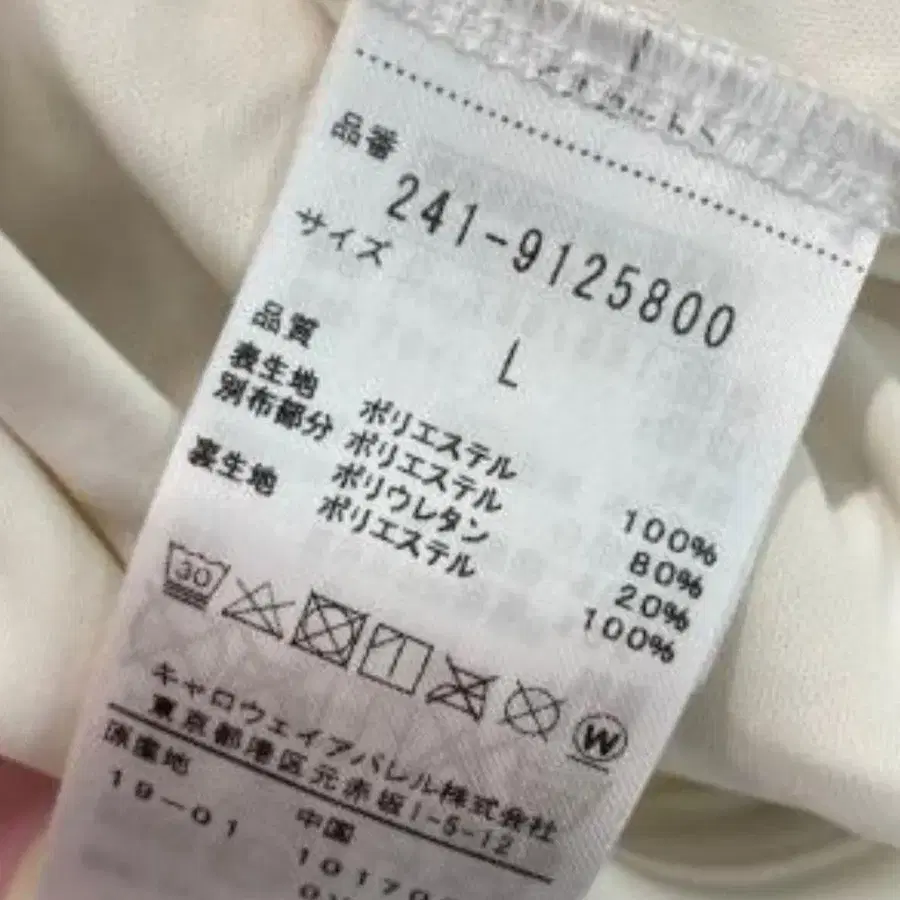 品番
241-9125800
サイズ
L
品質
表生地 ポリエステル 100%
別布部分 ポリエステル 80%
ポリウレタン 20%
裏生地 ポリエステル 100%
30
W
キャロウェイアパレル株式会社
東京都港区元赤坂1-5-12
原産地 中国
19-01